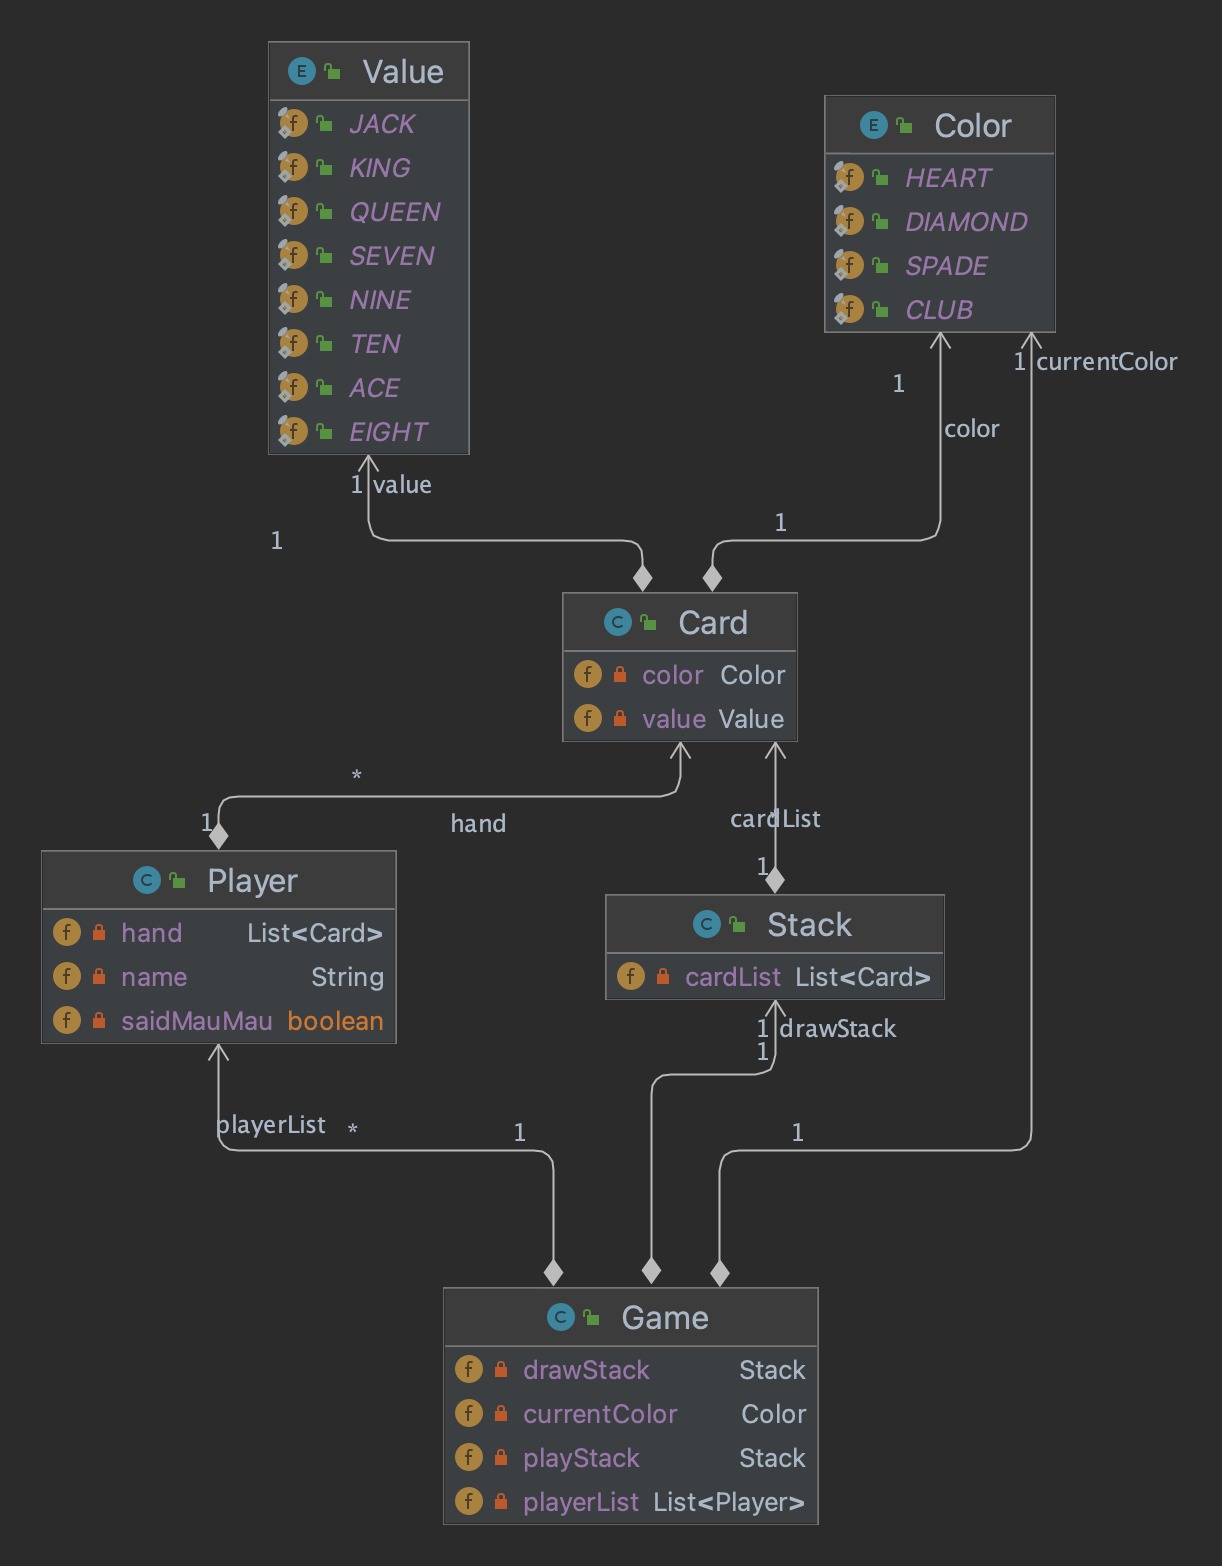 Value
JACK
KING
QUEEN
SEVEN
NINE
TEN
ACE
EIGHT
Color
HEART
DIAMOND
SPADE
CLUB
1 currentColor
1
color
1 value
1
1
Card
color Color
value Value
*
hand
1
cardList
1
Player
hand List<Card>
name String
saidMauMau boolean
Stack
cardList List<Card>
1 drawStack
1
playerList *
1
1
Game
drawStack Stack
currentColor Color
playStack Stack
playerList List<Player>